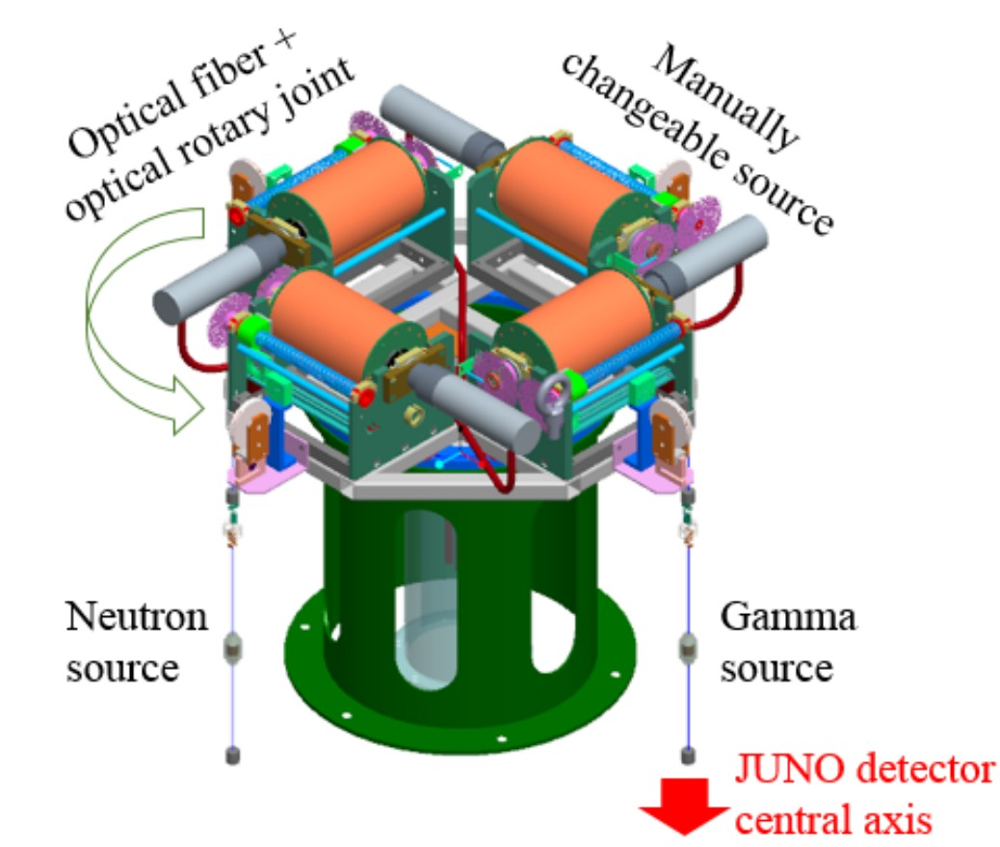 Optical fiber +
optical rotary joint
Manually
changeable source
Neutron
source
Gamma
source
JUNO detector
central axis